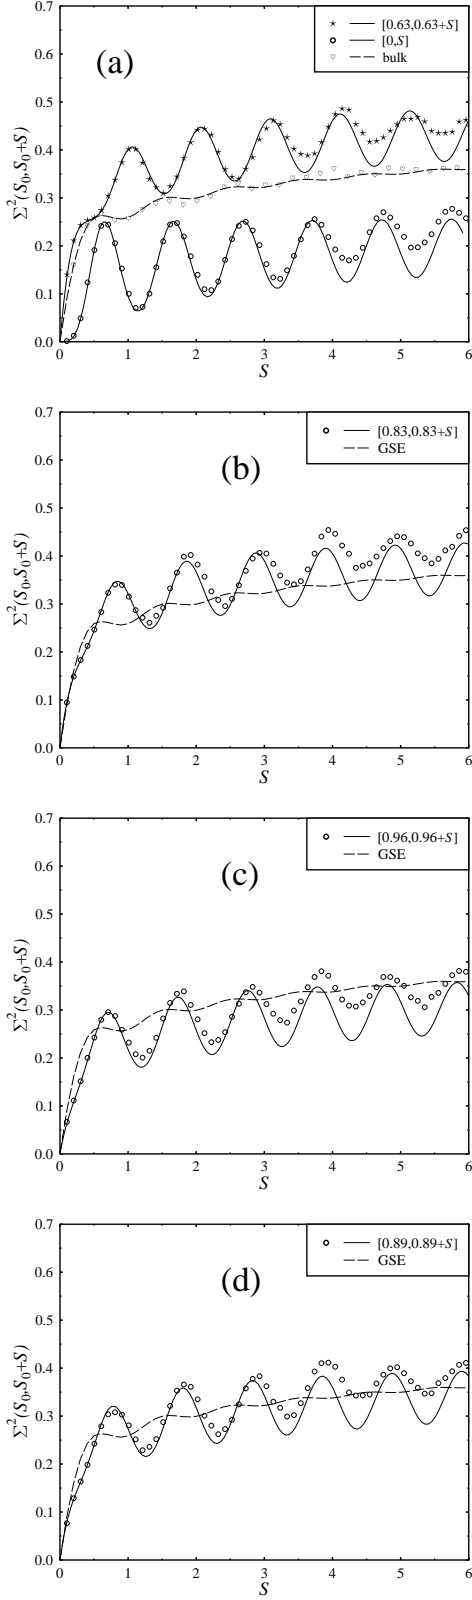 (a)
[0.63,0.63+S]
[0,S]
bulk
Σ²(S₀,S₀+S)
0.7
0.6
0.5
0.4
0.3
0.2
0.1
0.0
0 1 2 3 4 5 6
S
(b)
[0.83,0.83+S]
GSE
Σ²(S₀,S₀+S)
0.7
0.6
0.5
0.4
0.3
0.2
0.1
0.0
0 1 2 3 4 5 6
S
(c)
[0.96,0.96+S]
GSE
Σ²(S₀,S₀+S)
0.7
0.6
0.5
0.4
0.3
0.2
0.1
0.0
0 1 2 3 4 5 6
S
(d)
[0.89,0.89+S]
GSE
Σ²(S₀,S₀+S)
0.7
0.6
0.5
0.4
0.3
0.2
0.1
0.0
0 1 2 3 4 5 6
S